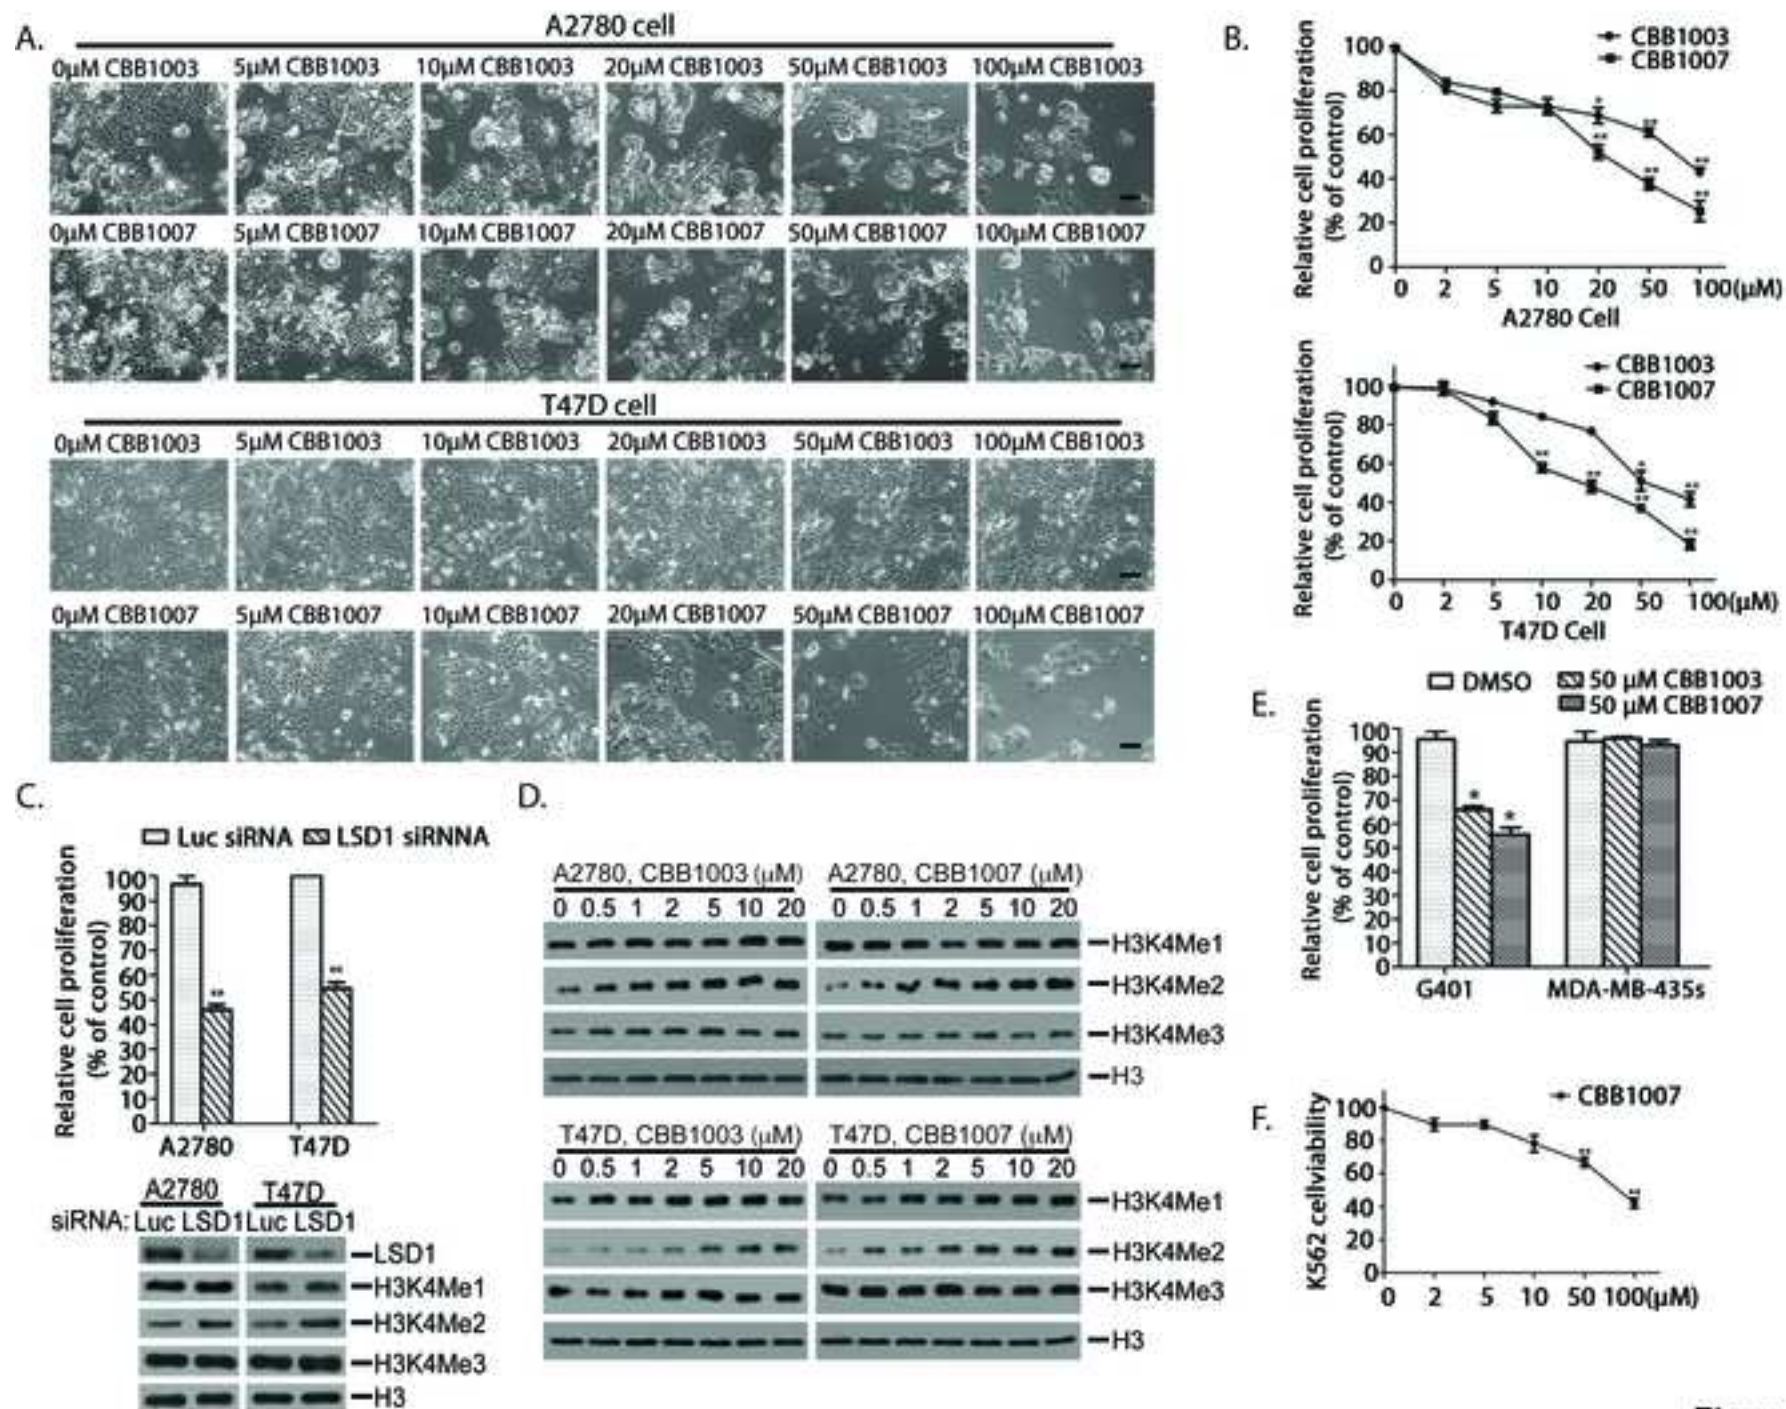 A.
A2780 cell
0μM CBB1003 5μM CBB1003 10μM CBB1003 20μM CBB1003 50μM CBB1003 100μM CBB1003
0μM CBB1007 5μM CBB1007 10μM CBB1007 20μM CBB1007 50μM CBB1007 100μM CBB1007
T47D cell
0μM CBB1003 5μM CBB1003 10μM CBB1003 20μM CBB1003 50μM CBB1003 100μM CBB1003
0μM CBB1007 5μM CBB1007 10μM CBB1007 20μM CBB1007 50μM CBB1007 100μM CBB1007
B.
CBB1003
CBB1007
Relative cell proliferation
(% of control)
100
80
60
40
20
0
* ** ** ** ** **
0 2 5 10 20 50 100(μM)
A2780 Cell
CBB1003
CBB1007
Relative cell proliferation
(% of control)
100
80
60
40
20
0
** ** * ** ** **
0 2 5 10 20 50 100(μM)
T47D Cell
C.
Luc siRNA LSD1 siRNNA
Relative cell proliferation
(% of control)
100
90
80
70
60
50
40
30
20
10
0
** **
A2780 T47D
A2780 T47D
siRNA: Luc LSD1 Luc LSD1
LSD1
H3K4Me1
H3K4Me2
H3K4Me3
H3
D.
A2780, CBB1003 (μM) A2780, CBB1007 (μM)
0 0.5 1 2 5 10 20 0 0.5 1 2 5 10 20
H3K4Me1
H3K4Me2
H3K4Me3
H3
T47D, CBB1003 (μM) T47D, CBB1007 (μM)
0 0.5 1 2 5 10 20 0 0.5 1 2 5 10 20
H3K4Me1
H3K4Me2
H3K4Me3
H3
E.
DMSO 50 μM CBB1003
50 μM CBB1007
Relative cell proliferation
(% of control)
100
90
80
70
60
50
40
30
20
10
0
* *
G401 MDA-MB-435s
F.
CBB1007
K562 cellviability
100
80
60
40
20
0
** **
0 2 5 10 50 100(μM)